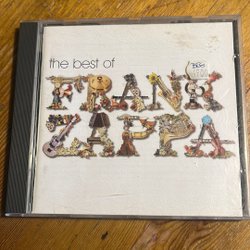 the best of
FRANK
ZAPPA